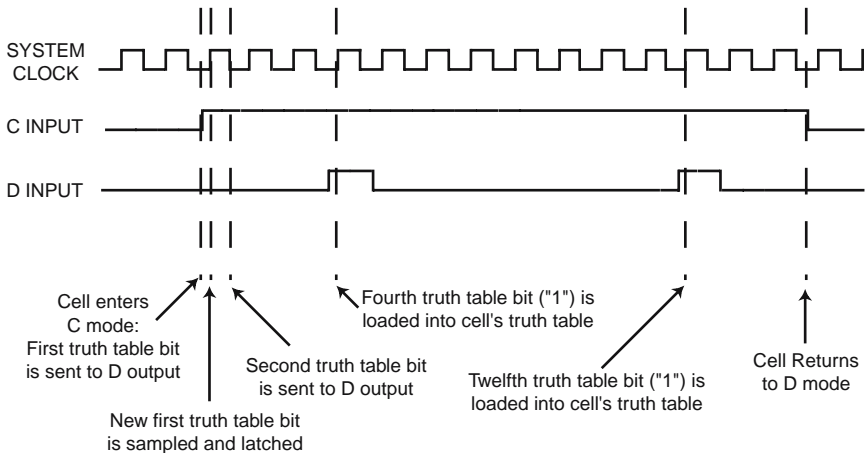 SYSTEM
CLOCK
C INPUT
D INPUT
Cell enters
C mode:
First truth table bit
is sent to D output
New first truth table bit
is sampled and latched
Second truth table bit
is sent to D output
Fourth truth table bit ("1") is
loaded into cell's truth table
Twelfth truth table bit ("1") is
loaded into cell's truth table
Cell Returns
to D mode